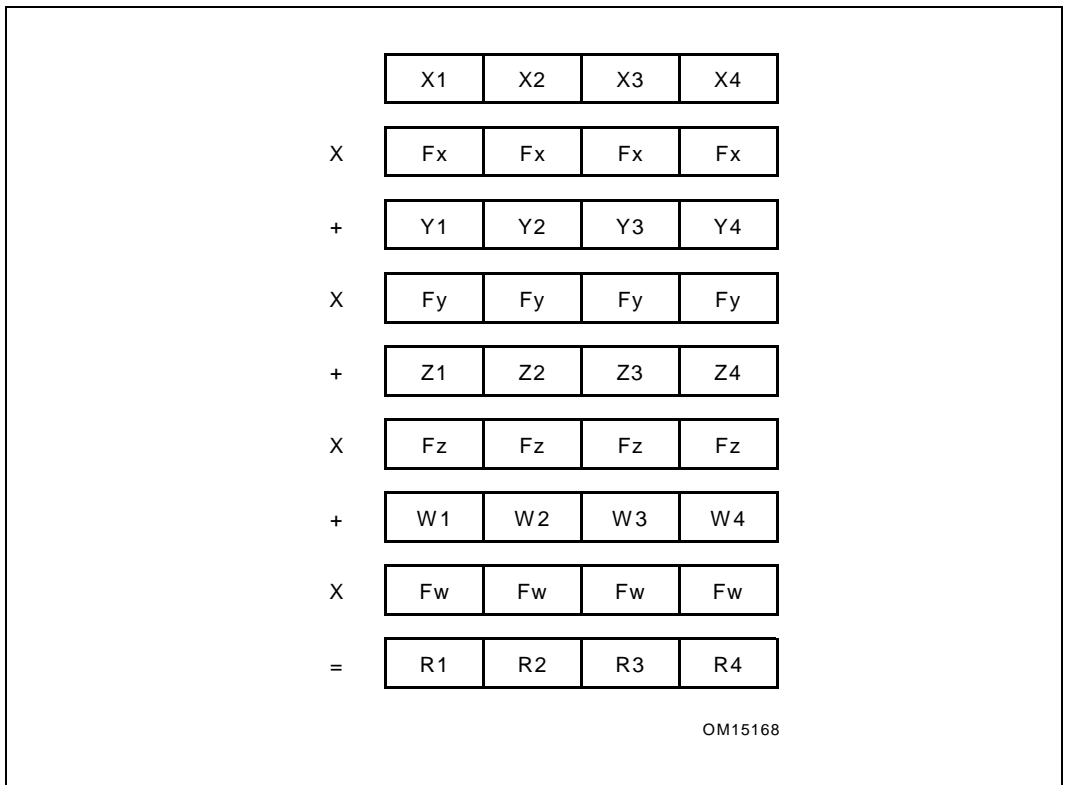 X1 X2 X3 X4
X Fx Fx Fx Fx
+ Y1 Y2 Y3 Y4
X Fy Fy Fy Fy
+ Z1 Z2 Z3 Z4
X Fz Fz Fz Fz
+ W1 W2 W3 W4
X Fw Fw Fw Fw
= R1 R2 R3 R4
OM15168